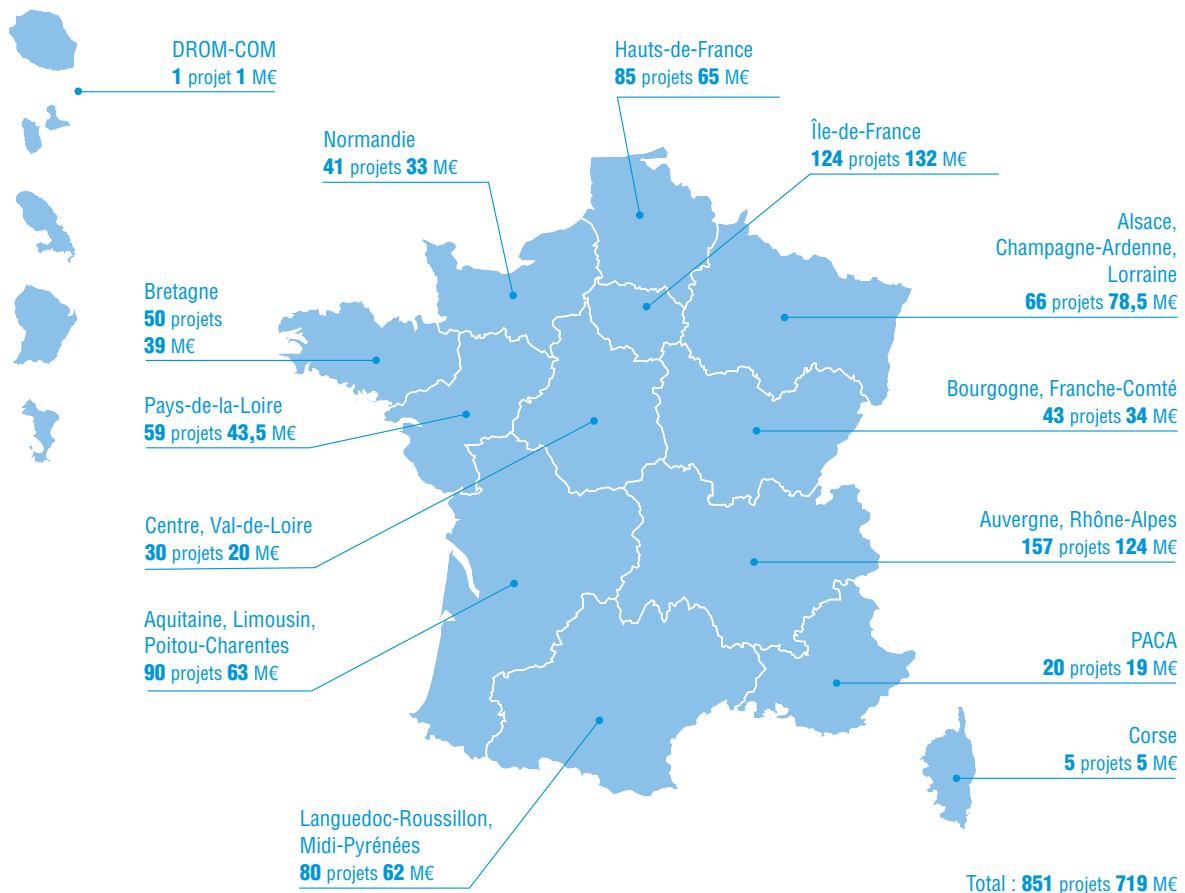 DROM-COM
1 projet 1 M€
Hauts-de-France
85 projets 65 M€
Île-de-France
124 projets 132 M€
Normandie
41 projets 33 M€
Alsace,
Champagne-Ardenne,
Lorraine
66 projets 78,5 M€
Bretagne
50 projets
39 M€
Bourgogne, Franche-Comté
43 projets 34 M€
Pays-de-la-Loire
59 projets 43,5 M€
Centre, Val-de-Loire
30 projets 20 M€
Auvergne, Rhône-Alpes
157 projets 124 M€
Aquitaine, Limousin,
Poitou-Charentes
90 projets 63 M€
PACA
20 projets 19 M€
Corse
5 projets 5 M€
Languedoc-Roussillon,
Midi-Pyrénées
80 projets 62 M€
Total : 851 projets 719 M€